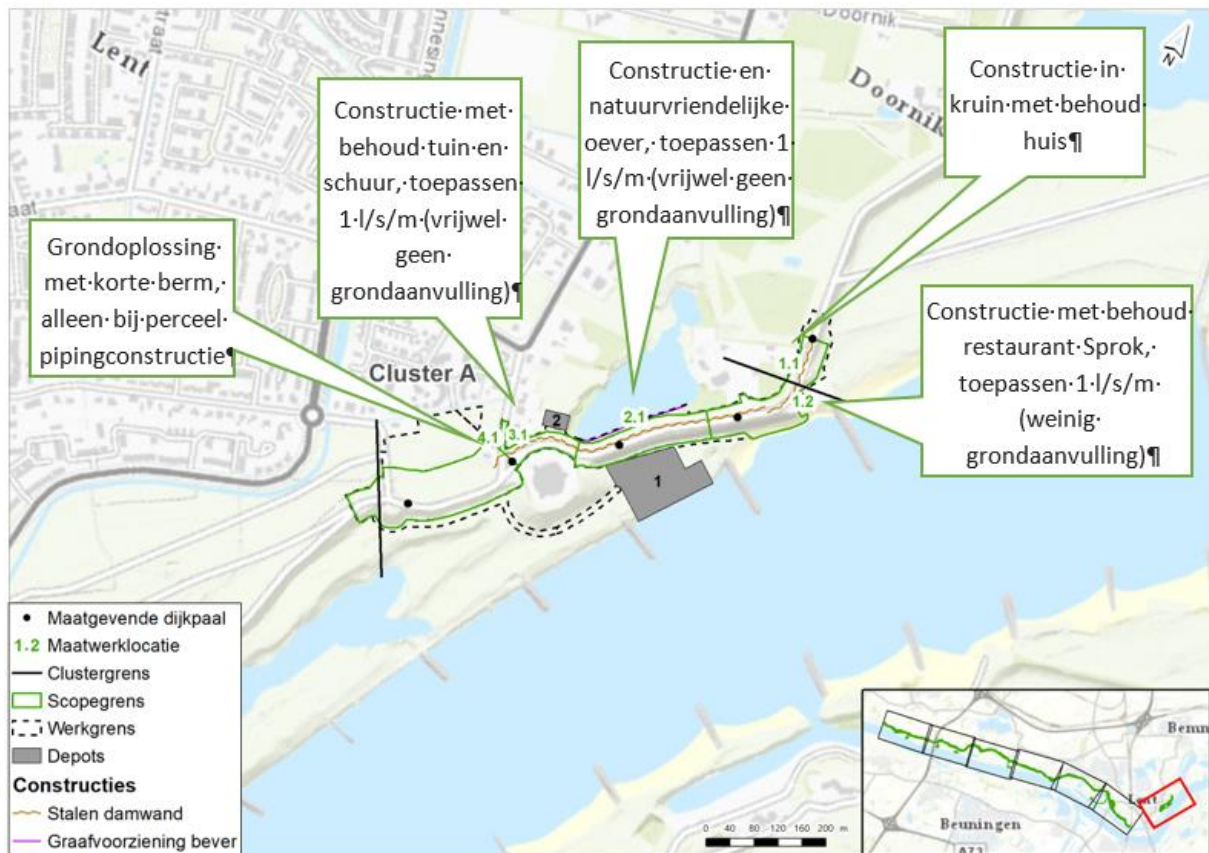 Lent
straat
Doornik
Doornik
N
Constructie·en·
natuurvriendelijke·
oever,·toepassen·1·
l/s/m·(vrijwel·geen·
grondaanvulling)¶
Constructie·in·
kruin·met·behoud·
huis¶
Constructie·met·
behoud·tuin·en·
schuur,·toepassen·
1·l/s/m·(vrijwel·
geen·
grondaanvulling)¶
Grondoplossing·
met·korte·berm,·
alleen·bij·perceel·
pipingconstructie¶
Constructie·met·behoud·
restaurant·Sprok,·
toepassen·1·l/s/m·
(weinig·
grondaanvulling)¶
Cluster A
1.1
1.2
2
2.1
4.1
3.1
1
Maatgevende dijkpaal
1.2 Maatwerklocatie
Clustergrens
Scopegrens
Werkgrens
Depots
Constructies
Stalen damwand
Graafvoorziening bever
0 40 80 120 160 200 m
Bemm
Lent
Beuningen
A73